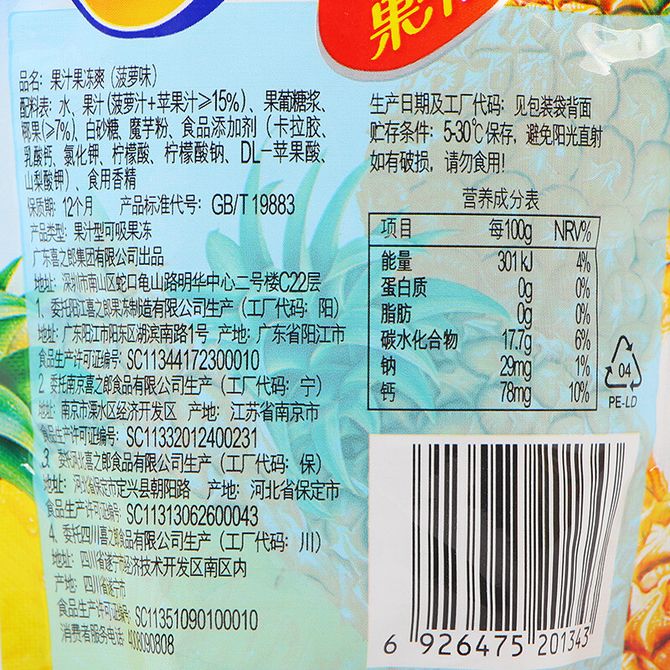 果汁
品名：果汁果冻爽（菠萝味）
配料表：水、果汁（菠萝汁+苹果汁≥15%）、果葡糖浆、
椰果（≥7%）、白砂糖、魔芋粉、食品添加剂（卡拉胶、
乳酸钙、氯化钾、柠檬酸、柠檬酸钠、DL-苹果酸、
山梨酸钾）、食用香精
保质期：12个月 产品标准代号：GB/T 19883
产品类型：果汁型可吸果冻
广东喜之郎集团有限公司出品
地址：深圳市南山区蛇口龟山路明华中心二号楼C22层
1、委托阳江喜之郎果冻制造有限公司生产（工厂代码：阳）
地址：广东阳江市阳东区湖滨南路1号 产地：广东省阳江市
食品生产许可证编号：SC11344172300010
2、委托南京喜之郎食品有限公司生产（工厂代码：宁）
地址：南京市溧水区经济开发区 产地：江苏省南京市
食品生产许可证编号：SC11332012400231
3、委托河北喜之郎食品有限公司生产（工厂代码：保）
地址：河北省保定市定兴县朝阳路 产地：河北省保定市
食品生产许可证编号：SC11313062600043
4、委托四川喜之郎食品有限公司生产（工厂代码：川）
地址：四川省遂宁市经济技术开发区南区内
产地：四川省遂宁市
食品生产许可证编号：SC11351090100010
消费者服务电话：4008090808
生产日期及工厂代码：见包装袋背面
贮存条件：5-30℃保存，避免阳光直射
如有破损，请勿食用！
营养成分表
项目 每100g NRV%
能量 301kJ 4%
蛋白质 0g 0%
脂肪 0g 0%
碳水化合物 17.7g 6%
钠 29mg 1%
钙 78mg 10%
04
PE-LD
6 926475 201343